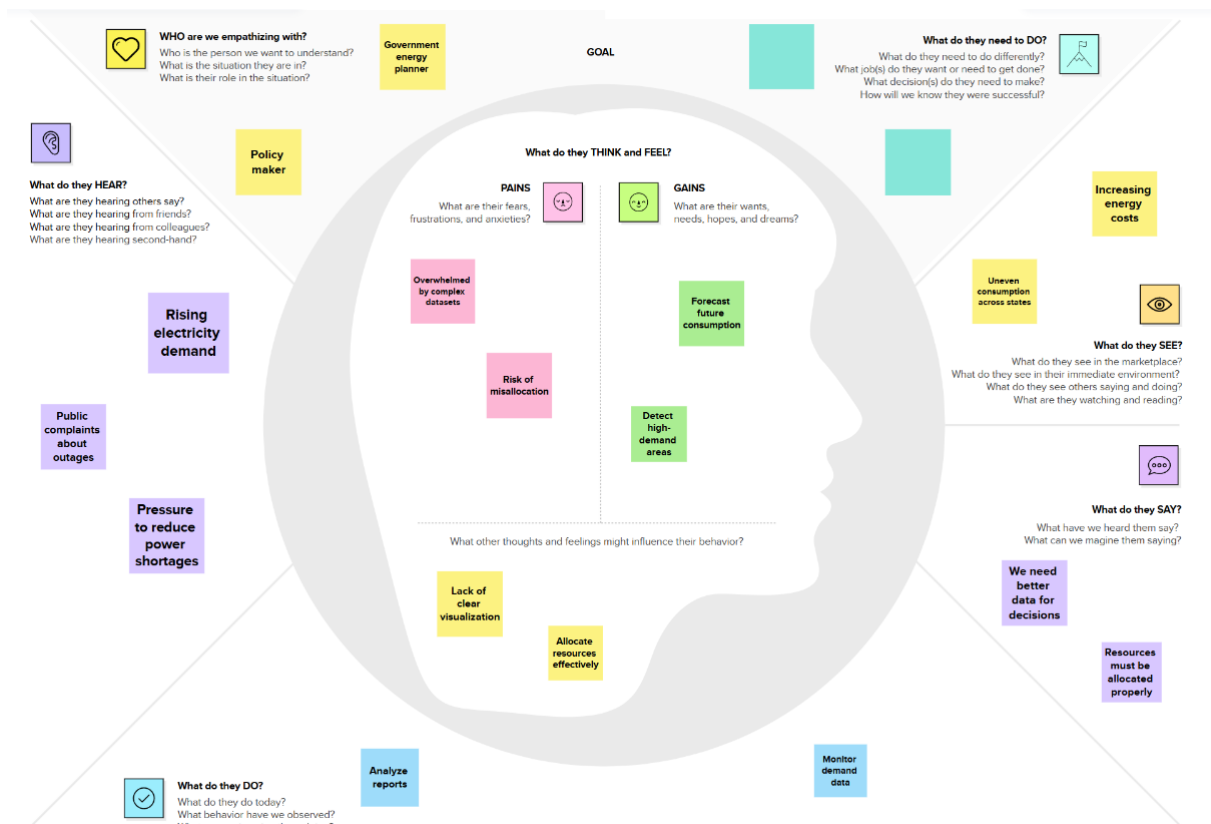 WHO are we empathizing with?
Who is the person we want to understand?
What is the situation they are in?
What is their role in the situation?
Government
energy
planner
Policy
maker
GOAL
What do they need to DO?
What do they need to do differently?
What job(s) do they want or need to get done?
What decision(s) do they need to make?
How will we know they were successful?
What do they HEAR?
What are they hearing others say?
What are they hearing from friends?
What are they hearing from colleagues?
What are they hearing second-hand?
Rising
electricity
demand
Public
complaints
about
outages
Pressure
to reduce
power
shortages
What do they THINK and FEEL?
PAINS
What are their fears,
frustrations, and anxieties?
Overwhelmed
by complex
datasets
Risk of
misallocation
GAINS
What are their wants,
needs, hopes, and dreams?
Forecast
future
consumption
Detect
high-
demand
areas
What other thoughts and feelings might influence their behavior?
Lack of
clear
visualization
Allocate
resources
effectively
Increasing
energy
costs
Uneven
consumption
across states
What do they SEE?
What do they see in the marketplace?
What do they see in their immediate environment?
What do they see others saying and doing?
What are they watching and reading?
What do they SAY?
What have we heard them say?
What can we magine them saying?
We need
better
data for
decisions
Resources
must be
allocated
properly
What do they DO?
What do they do today?
What behavior have we observed?
Analyze
reports
Monitor
demand
data